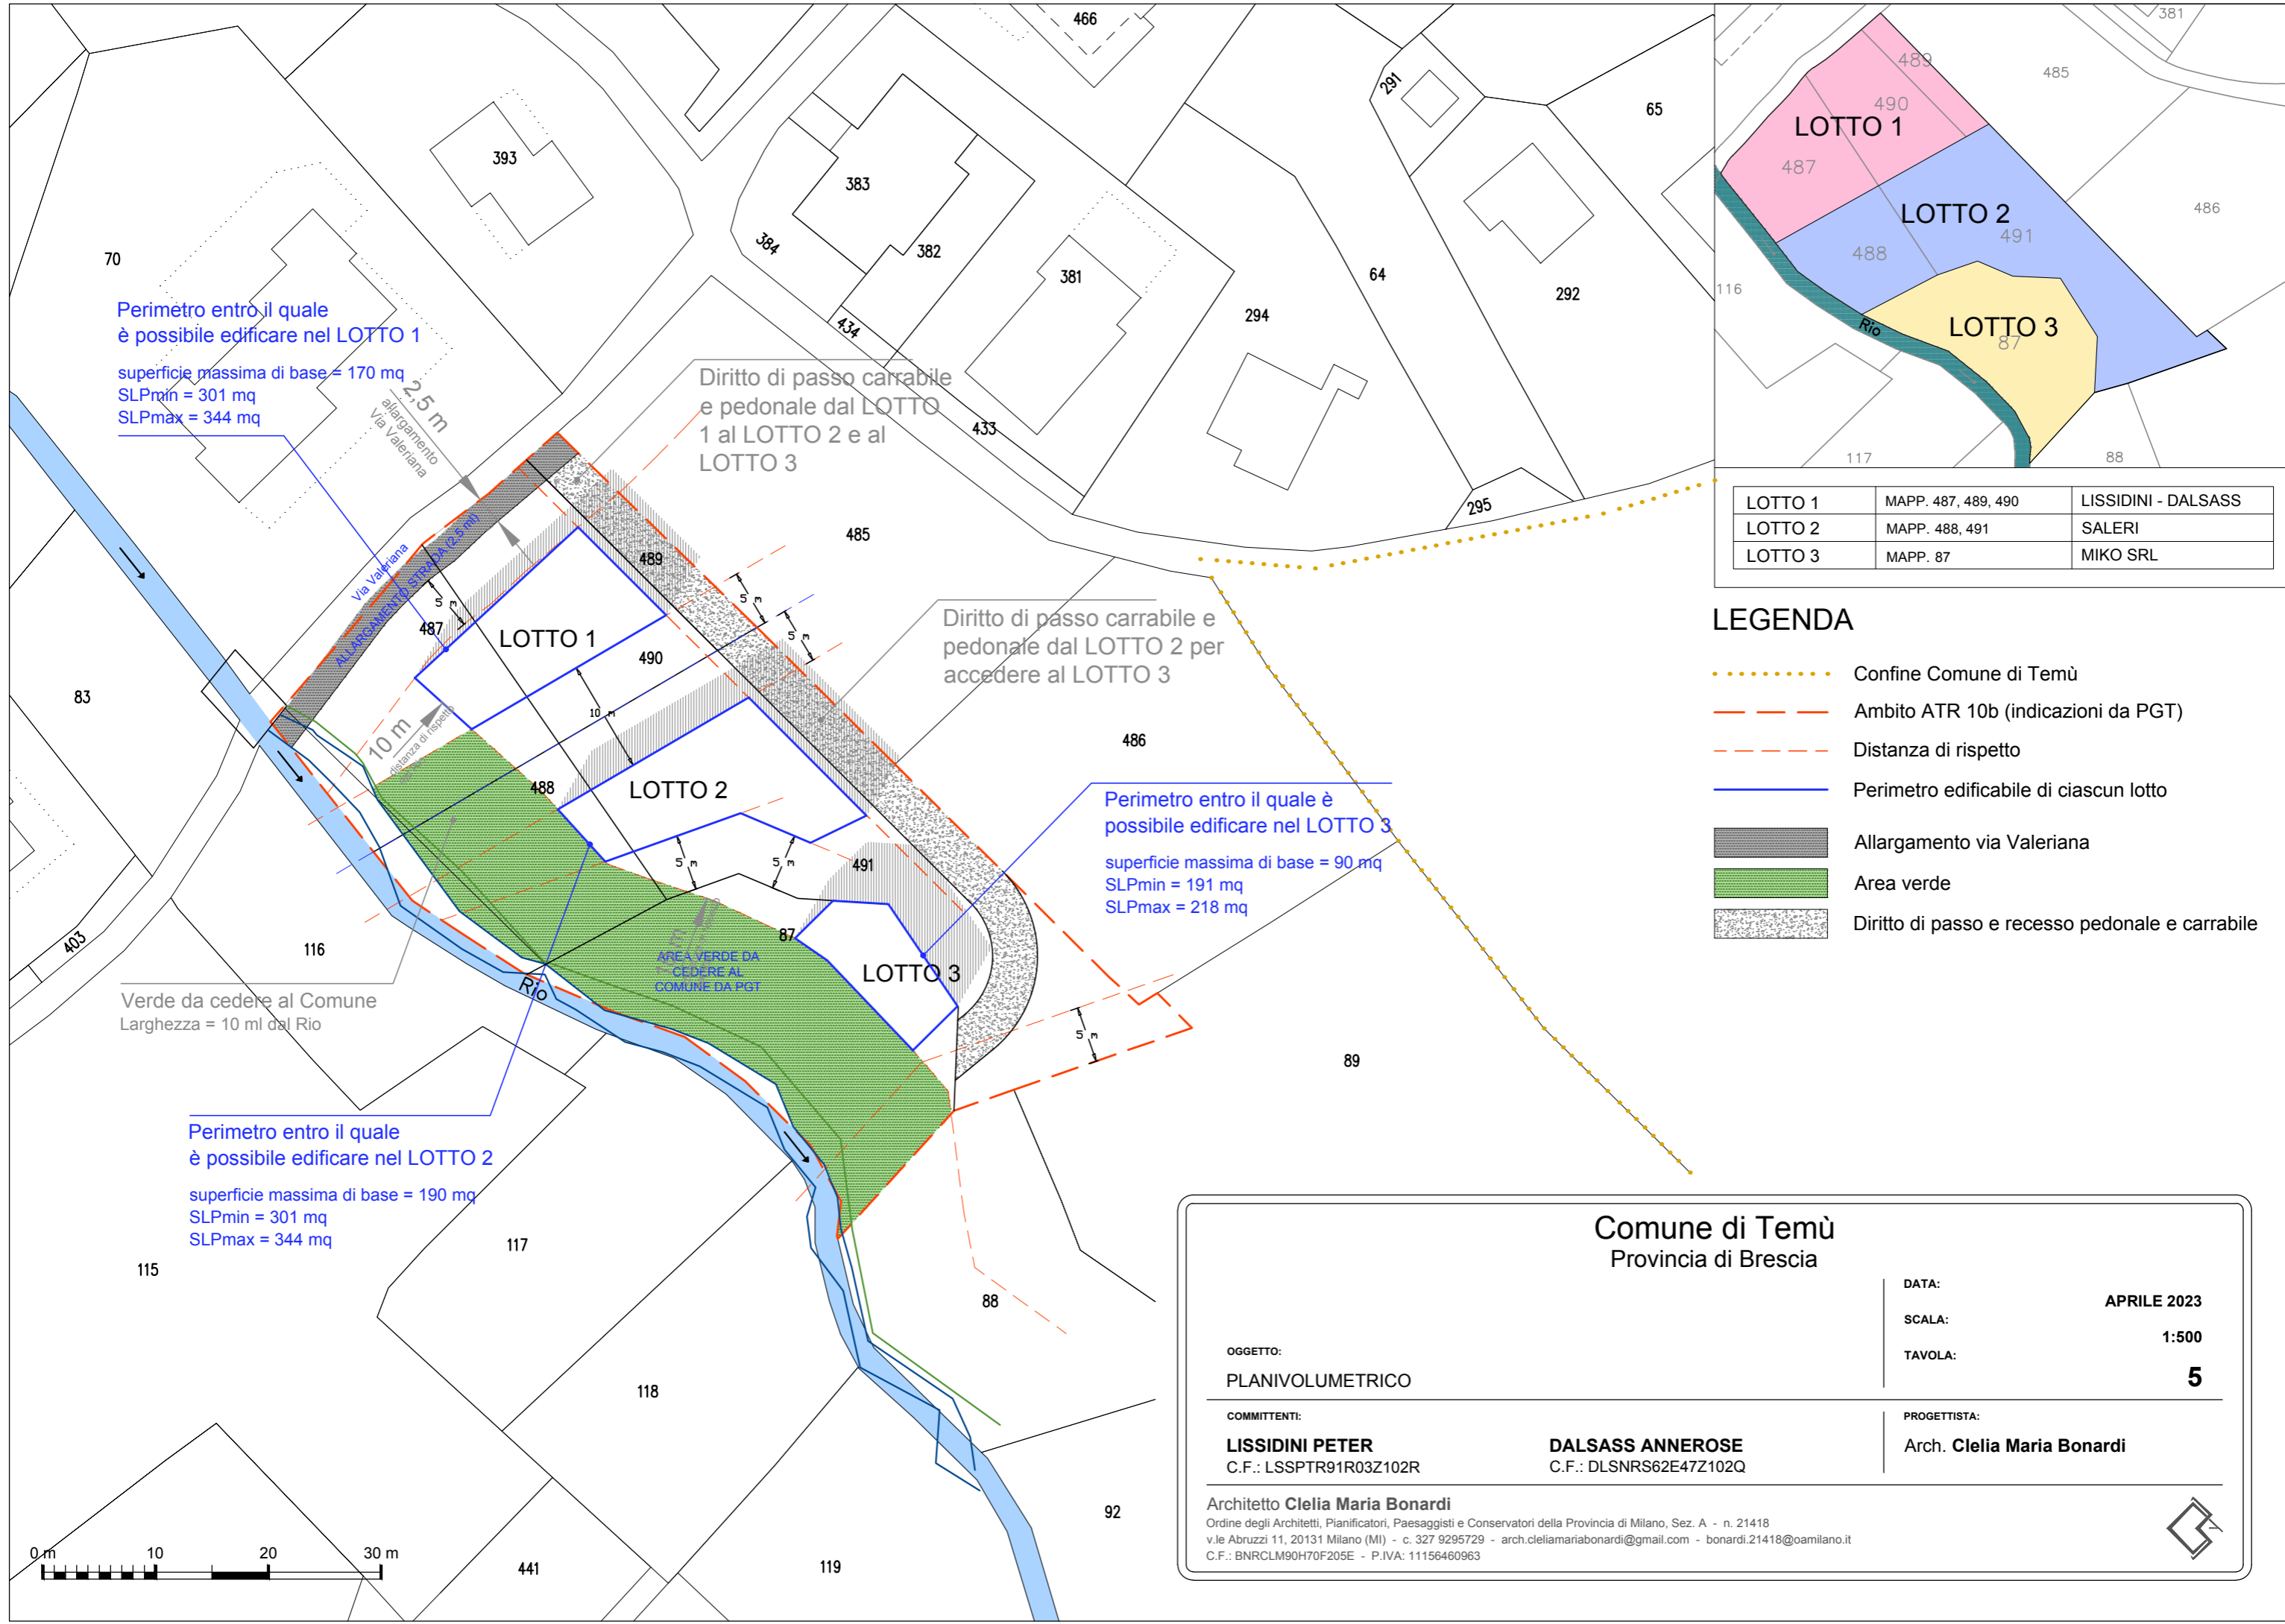 466
291
65
393
383
384
382
381
64
70
292
294
434
433
295
Perimetro entro il quale
è possibile edificare nel LOTTO 1
superficie massima di base = 170 mq
SLPmin = 301 mq
SLPmax = 344 mq
2,5 m
allargamento
Via Valeriana
Diritto di passo carrabile
e pedonale dal LOTTO
1 al LOTTO 2 e al
LOTTO 3
485
489
Via Valeriana
ALLARGAMENTO STRADA (2.5 ml)
5 m
487
LOTTO 1
490
5 m
5 m
Diritto di passo carrabile e
pedonale dal LOTTO 2 per
accedere al LOTTO 3
83
10 m
distanza di rispetto
10 m
488
LOTTO 2
486
Perimetro entro il quale è
possibile edificare nel LOTTO 3
superficie massima di base = 90 mq
SLPmin = 191 mq
SLPmax = 218 mq
5 m
5 m
491
403
116
87
AREA VERDE DA
CEDERE AL
COMUNE DA PGT
LOTTO 3
Rio
Verde da cedere al Comune
Larghezza = 10 ml dal Rio
5 m
89
Perimetro entro il quale
è possibile edificare nel LOTTO 2
superficie massima di base = 190 mq
SLPmin = 301 mq
SLPmax = 344 mq
115
117
88
118
92
441
119
0 m 10 20 30 m
381
489
485
490
LOTTO 1
487
486
LOTTO 2
491
488
116
Rio
LOTTO 3
87
117
88
LOTTO 1 MAPP. 487, 489, 490 LISSIDINI - DALSASS
LOTTO 2 MAPP. 488, 491 SALERI
LOTTO 3 MAPP. 87 MIKO SRL
LEGENDA
Confine Comune di Temù
Ambito ATR 10b (indicazioni da PGT)
Distanza di rispetto
Perimetro edificabile di ciascun lotto
Allargamento via Valeriana
Area verde
Diritto di passo e recesso pedonale e carrabile
Comune di Temù
Provincia di Brescia
DATA:
APRILE 2023
SCALA:
1:500
TAVOLA:
5
OGGETTO:
PLANIVOLUMETRICO
COMMITTENTI:
LISSIDINI PETER
C.F.: LSSPTR91R03Z102R
DALSASS ANNEROSE
C.F.: DLSNRS62E47Z102Q
PROGETTISTA:
Arch. Clelia Maria Bonardi
Architetto Clelia Maria Bonardi
Ordine degli Architetti, Pianificatori, Paesaggisti e Conservatori della Provincia di Milano, Sez. A - n. 21418
v.le Abruzzi 11, 20131 Milano (MI) - c. 327 9295729 - arch.cleliamariabonardi@gmail.com - bonardi.21418@oamilano.it
C.F.: BNRCLM90H70F205E - P.IVA: 11156460963